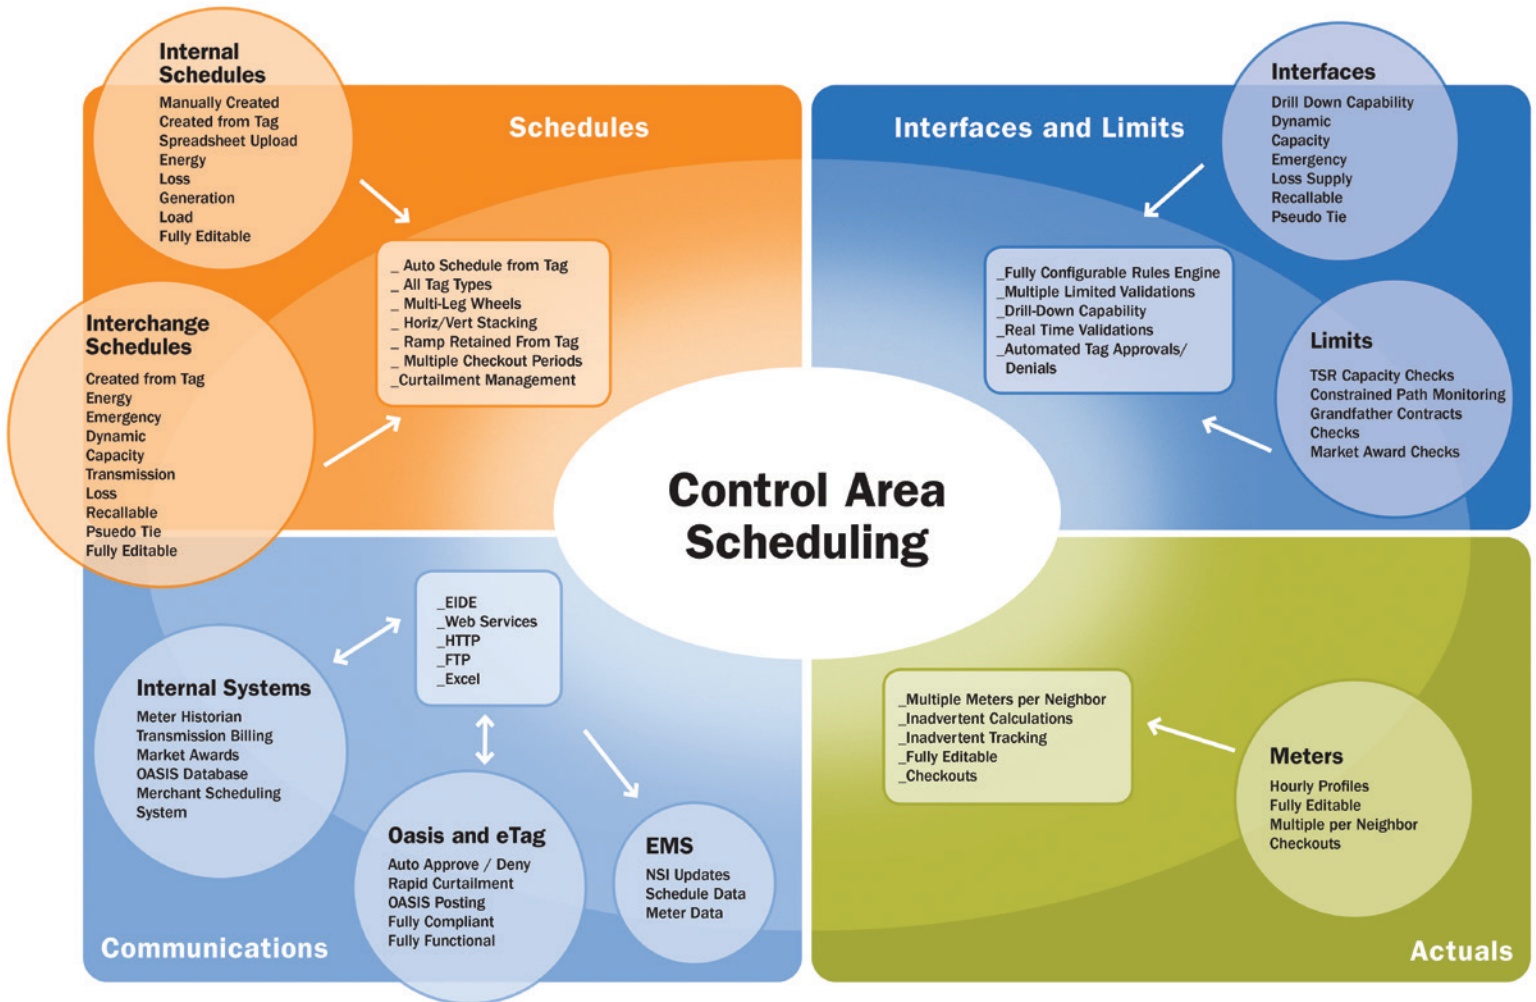 Internal
Schedules
Manually Created
Created from Tag
Spreadsheet Upload
Energy
Loss
Generation
Load
Fully Editable
Schedules
_ Auto Schedule from Tag
_ All Tag Types
_ Multi-Leg Wheels
_ Horiz/Vert Stacking
_ Ramp Retained From Tag
_ Multiple Checkout Periods
_Curtailment Management
Interchange
Schedules
Created from Tag
Energy
Emergency
Dynamic
Capacity
Transmission
Loss
Recallable
Psuedo Tie
Fully Editable
Interfaces and Limits
Interfaces
Drill Down Capability
Dynamic
Capacity
Emergency
Loss Supply
Recallable
Pseudo Tie
_Fully Configurable Rules Engine
_Multiple Limited Validations
_Drill-Down Capability
_Real Time Validations
_Automated Tag Approvals/
Denials
Limits
TSR Capacity Checks
Constrained Path Monitoring
Grandfather Contracts
Checks
Market Award Checks
Control Area
Scheduling
_EIDE
_Web Services
_HTTP
_FTP
_Excel
Internal Systems
Meter Historian
Transmission Billing
Market Awards
OASIS Database
Merchant Scheduling
System
Oasis and eTag
Auto Approve / Deny
Rapid Curtailment
OASIS Posting
Fully Compliant
Fully Functional
EMS
NSI Updates
Schedule Data
Meter Data
Communications
_Multiple Meters per Neighbor
_Inadvertent Calculations
_Inadvertent Tracking
_Fully Editable
_Checkouts
Meters
Hourly Profiles
Fully Editable
Multiple per Neighbor
Checkouts
Actuals